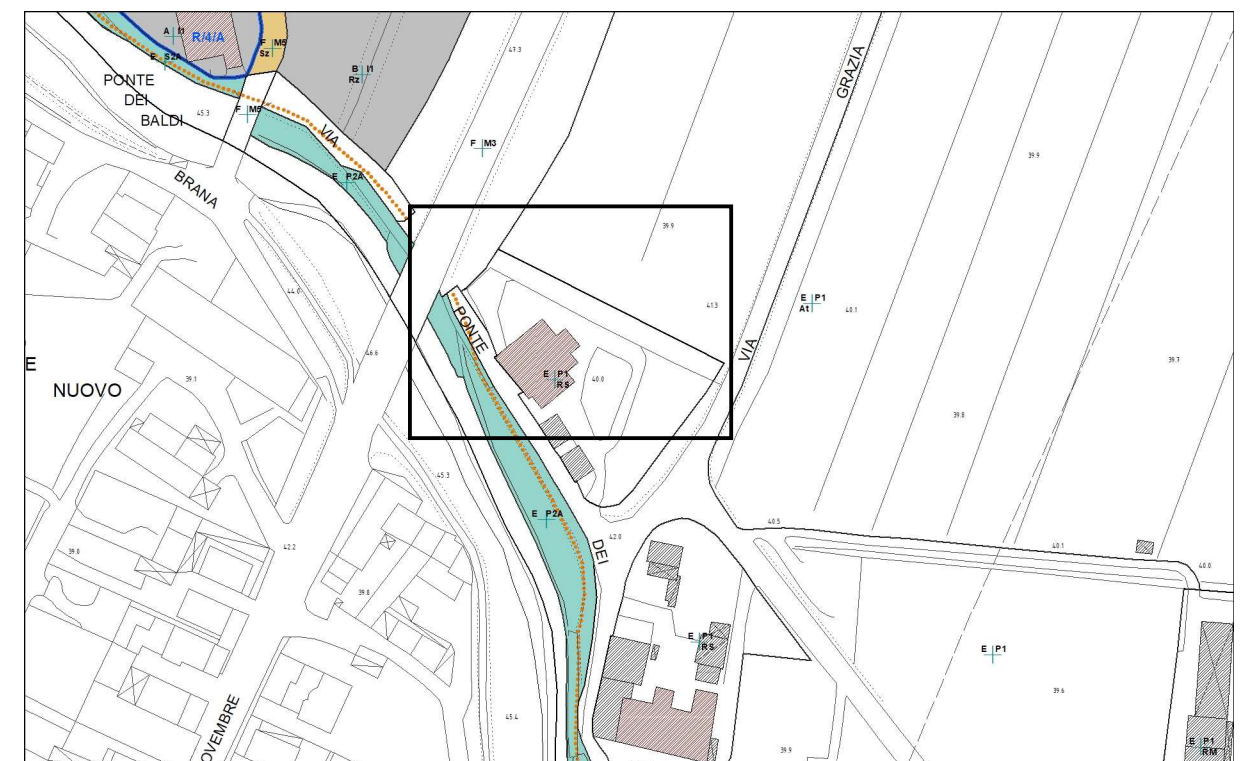 A I1
R/4/A
F M5
Sz
47.3
E S2A
PONTE
DEI
BALDI
B I1
Rz
GRAZIA
45.3
F M5
VIA
F M3
39.9
BRANA
E P2A
39.9
44.0
41.3
E P1
At
40.1
PONTE
VIA
46.6
39.7
E
NUOVO
39.1
E P1
RS
40.0
39.8
45.3
E P2A
40.5
42.0
DEI
40.1
42.2
39.0
40.0
39.8
E P1
RS
E P1
39.6
OVEMBRE
45.4
39.9
E P1
RM